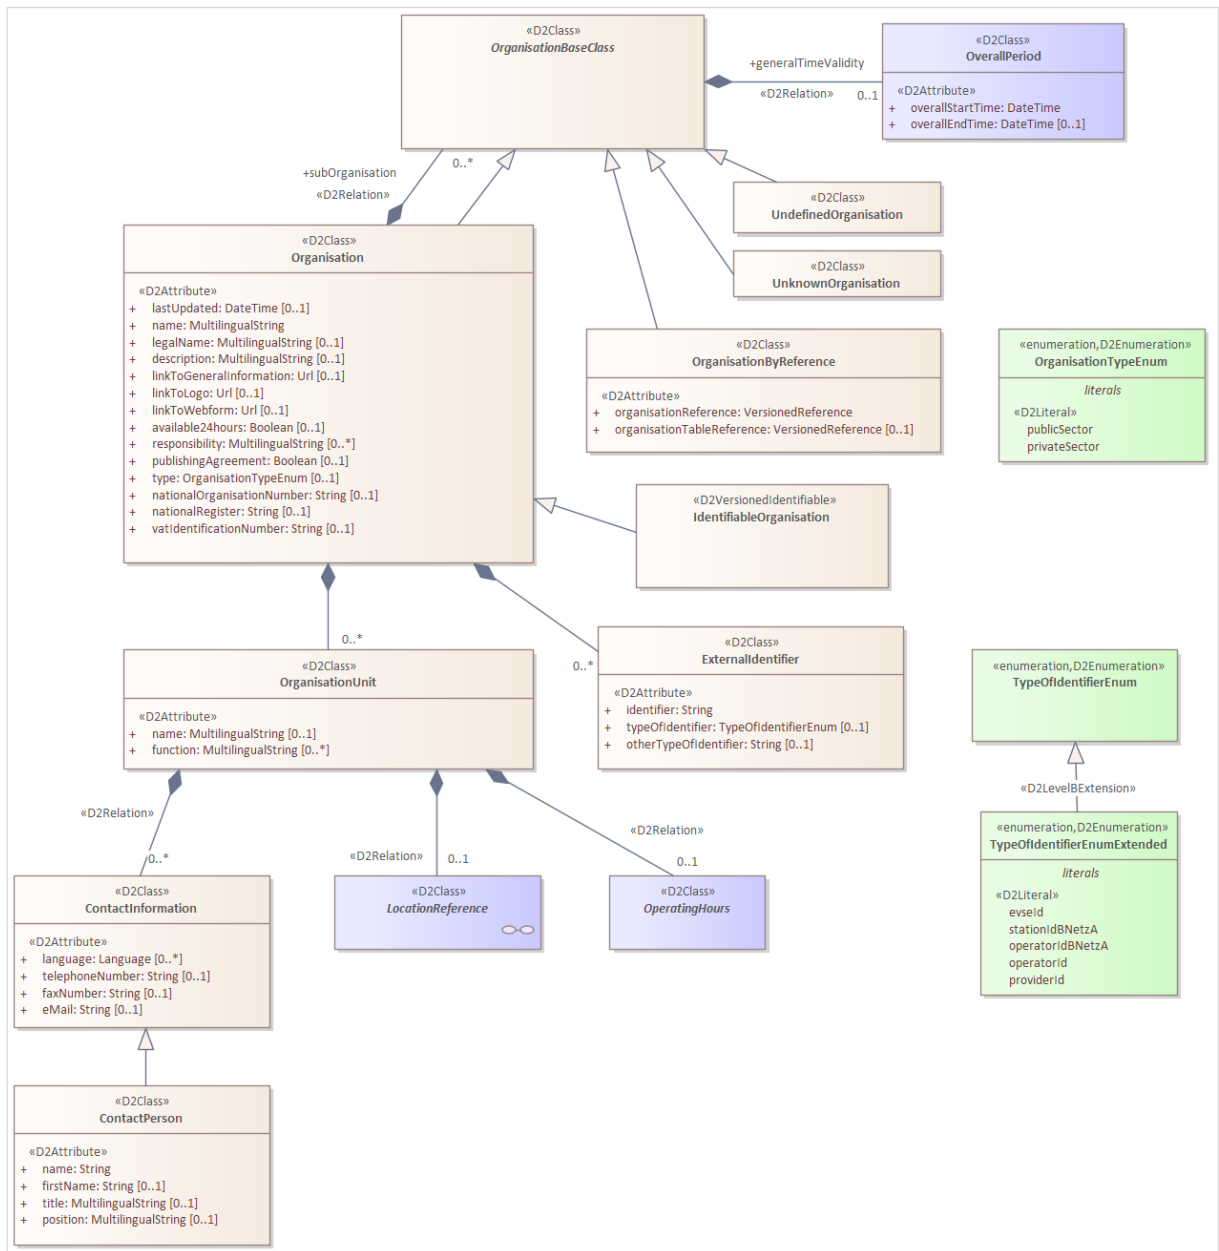 «D2Class»
OrganisationBaseClass
+generalTimeValidity
«D2Relation»
0..1
«D2Class»
OverallPeriod
«D2Attribute»
+ overallStartTime: DateTime
+ overallEndTime: DateTime [0..1]
0..*
+subOrganisation
«D2Relation»
«D2Class»
UndefinedOrganisation
«D2Class»
UnknownOrganisation
«D2Class»
Organisation
«D2Attribute»
+ lastUpdated: DateTime [0..1]
+ name: MultilingualString
+ legalName: MultilingualString [0..1]
+ description: MultilingualString [0..1]
+ linkToGeneralInformation: Url [0..1]
+ linkToLogo: Url [0..1]
+ linkToWebform: Url [0..1]
+ available24hours: Boolean [0..1]
+ responsibility: MultilingualString [0..*]
+ publishingAgreement: Boolean [0..1]
+ type: OrganisationTypeEnum [0..1]
+ nationalOrganisationNumber: String [0..1]
+ nationalRegister: String [0..1]
+ vatIdentificationNumber: String [0..1]
«D2Class»
OrganisationByReference
«D2Attribute»
+ organisationReference: VersionedReference
+ organisationTableReference: VersionedReference [0..1]
«enumeration,D2Enumeration»
OrganisationTypeEnum
literals
«D2Literal»
publicSector
privateSector
«D2VersionedIdentifiable»
IdentifiableOrganisation
0..*
0..*
«D2Class»
OrganisationUnit
«D2Attribute»
+ name: MultilingualString [0..1]
+ function: MultilingualString [0..*]
«D2Class»
ExternalIdentifier
«D2Attribute»
+ identifier: String
+ typeOfIdentifier: TypeOfIdentifierEnum [0..1]
+ otherTypeOfIdentifier: String [0..1]
«enumeration,D2Enumeration»
TypeOfIdentifierEnum
«D2LevelBExtension»
«enumeration,D2Enumeration»
TypeOfIdentifierEnumExtended
literals
«D2Literal»
evseId
stationIdBNetzA
operatorIdBNetzA
operatorId
providerId
«D2Relation»
0..*
«D2Relation»
0..1
«D2Relation»
0..1
«D2Class»
ContactInformation
«D2Attribute»
+ language: Language [0..*]
+ telephoneNumber: String [0..1]
+ faxNumber: String [0..1]
+ eMail: String [0..1]
«D2Class»
LocationReference
«D2Class»
OperatingHours
«D2Class»
ContactPerson
«D2Attribute»
+ name: String
+ firstName: String [0..1]
+ title: MultilingualString [0..1]
+ position: MultilingualString [0..1]